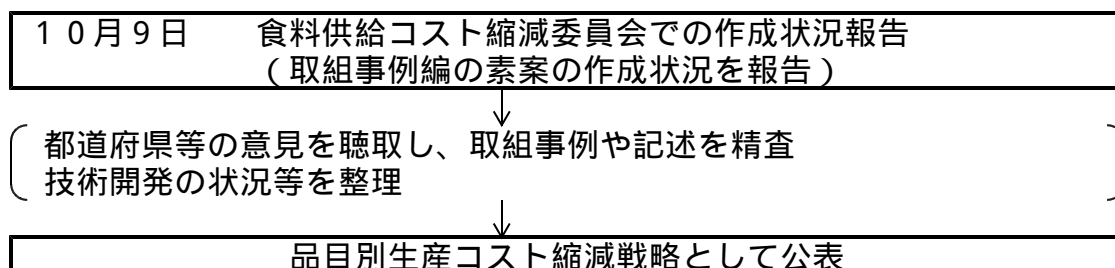 １０月９日　　食料供給コスト縮減委員会での作成状況報告
（取組事例編の素案の作成状況を報告）
都道府県等の意見を聴取し、取組事例や記述を精査
技術開発の状況等を整理
品目別生産コスト縮減戦略として公表